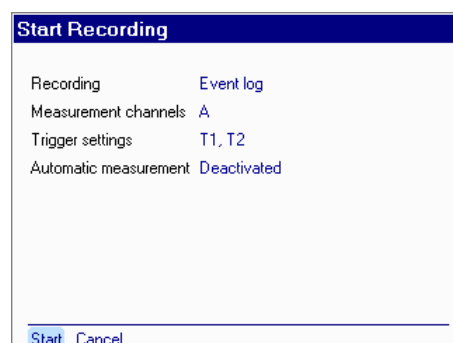 Start Recording
Recording Event log
Measurement channels A
Trigger settings T1, T2
Automatic measurement Deactivated
Start Cancel